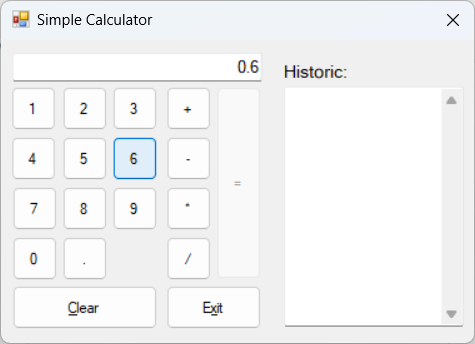 Simple Calculator
0.6
Historic:
1 2 3 +
4 5 6 -
=
7 8 9 *
0 . /
Clear Exit